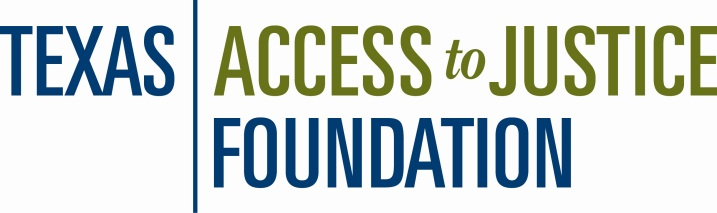 TEXAS ACCESS to JUSTICE
FOUNDATION